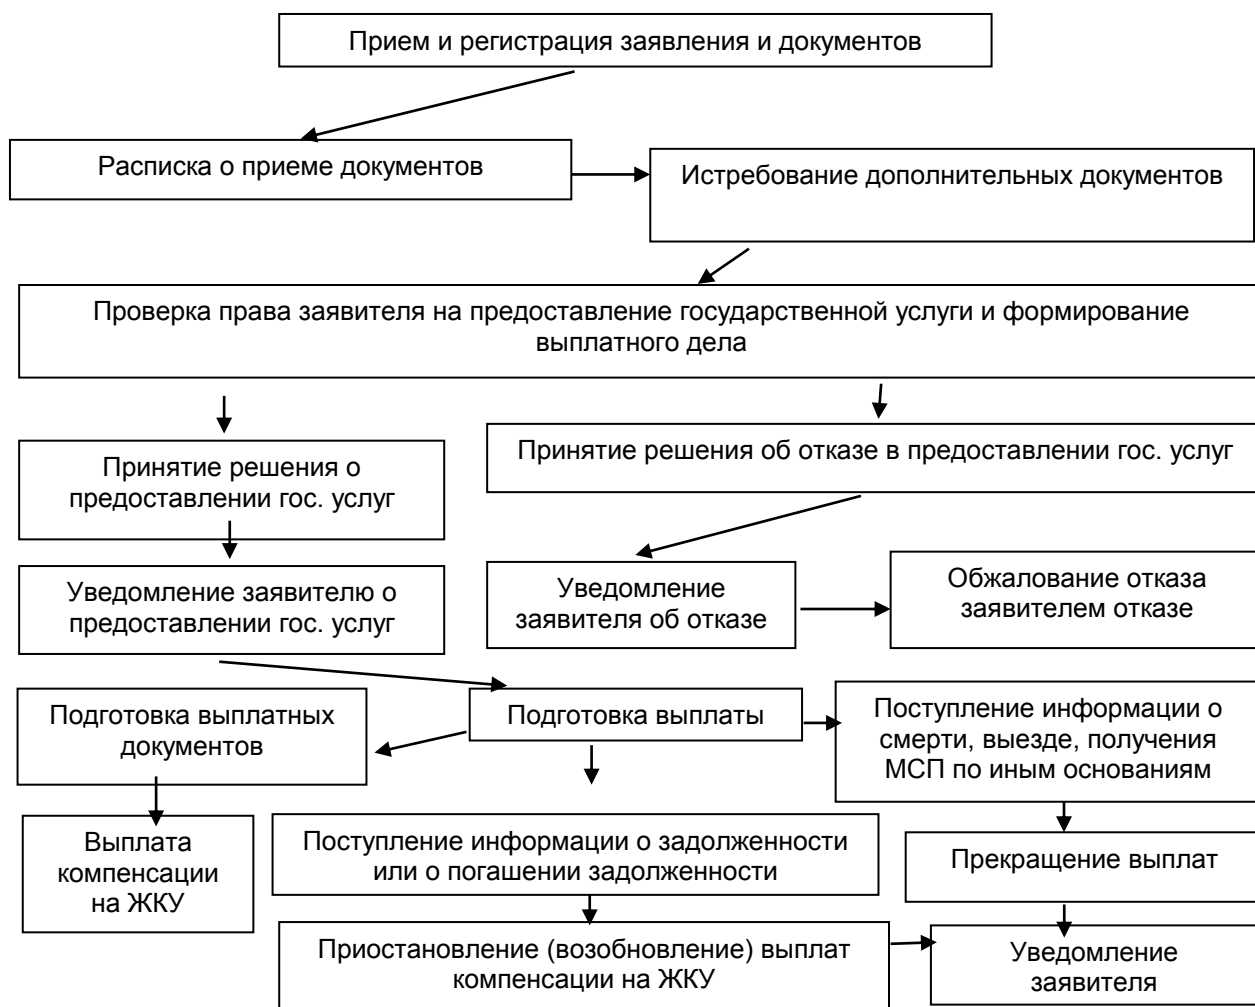 Прием и регистрация заявления и документов
Расписка о приеме документов
Истребование дополнительных документов
Проверка права заявителя на предоставление государственной услуги и формирование
выплатного дела
Принятие решения о
предоставлении гос. услуг
Принятие решения об отказе в предоставлении гос. услуг
Уведомление заявителю о
предоставлении гос. услуг
Уведомление
заявителя об отказе
Обжалование отказа
заявителем отказе
Подготовка выплатных
документов
Подготовка выплаты
Поступление информации о
смерти, выезде, получения
МСП по иным основаниям
Выплата
компенсации
на ЖКУ
Поступление информации о задолженности
или о погашении задолженности
Прекращение выплат
Приостановление (возобновление) выплат
компенсации на ЖКУ
Уведомление
заявителя